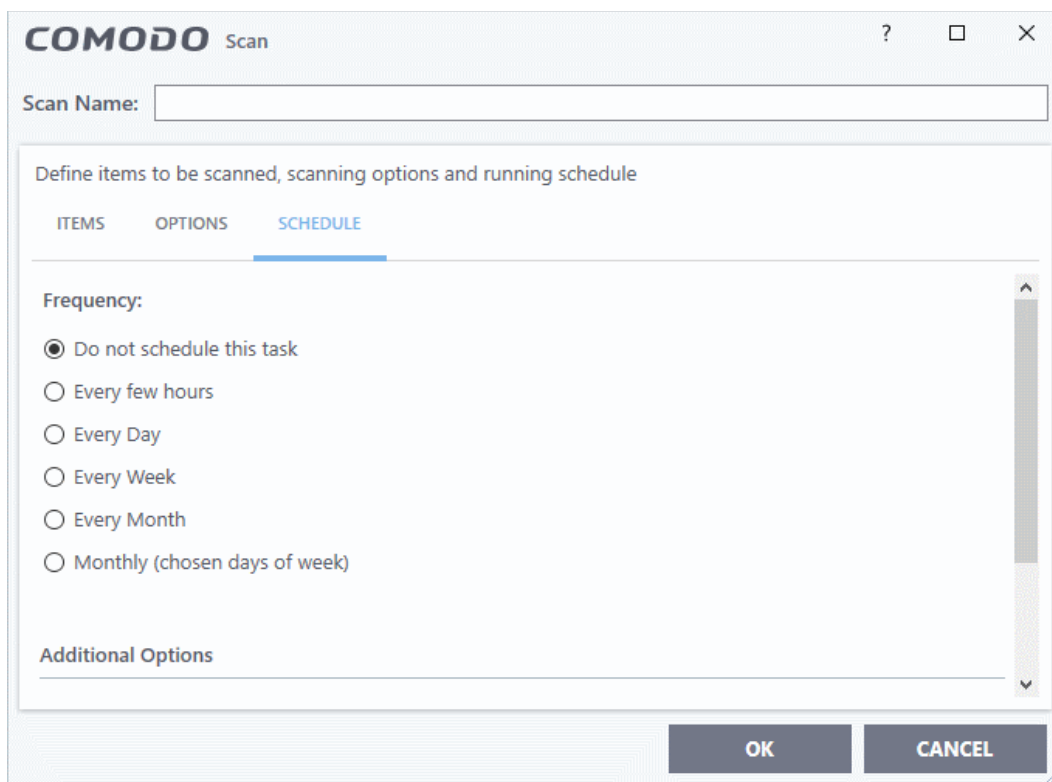 COMODO Scan ?
Scan Name:
Define items to be scanned, scanning options and running schedule
ITEMS OPTIONS SCHEDULE
Frequency:
Do not schedule this task
Every few hours
Every Day
Every Week
Every Month
Monthly (chosen days of week)
Additional Options
OK CANCEL